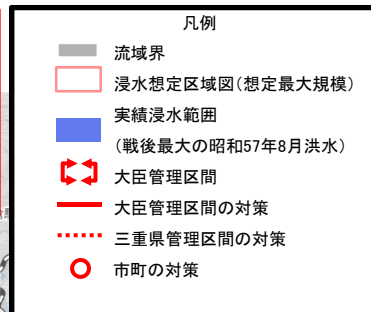 凡例
流域界
浸水想定区域図(想定最大規模)
実績浸水範囲
(戦後最大の昭和57年8月洪水)
大臣管理区間
大臣管理区間の対策
三重県管理区間の対策
市町の対策